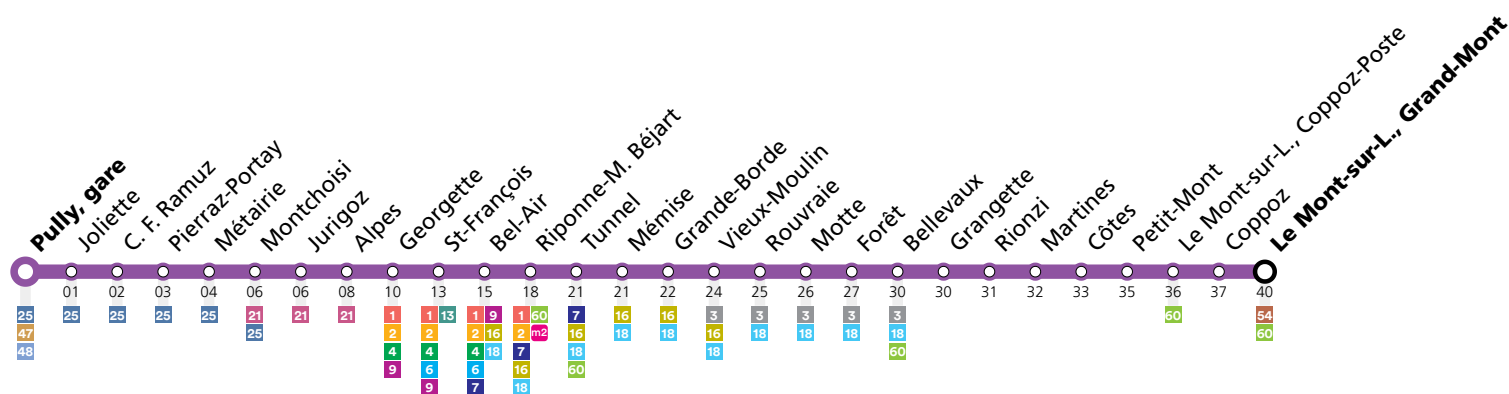 Pully, gare
Joliette
C. F. Ramuz
Pierraz-Portay
Métairie
Montchoisi
Jurigoz
Alpes
Georgette
St-François
Bel-Air
Riponne-M. Béjart
Tunnel
Mémise
Grande-Borde
Vieux-Moulin
Rouvraie
Motte
Forêt
Bellevaux
Grangette
Rionzi
Martines
Côtes
Petit-Mont
Le Mont-sur-L., Coppoz-Poste
Coppoz
Le Mont-sur-L., Grand-Mont
01 02 03 04 06 06 08 10 13 15 18 21 21 22 24 25 26 27 30 30 31 32 33 35 36 37 40
25 25 25 25 25 21 21 21 1 1 13 1 9 1 60 7 16 16 3 3 3 3 3 60 54
47 25 2 2 2 16 2 m2 16 18 18 16 18 18 18 18 60
48 4 4 4 18 7 18 18 60
9 6 6 16 60
9 7 18